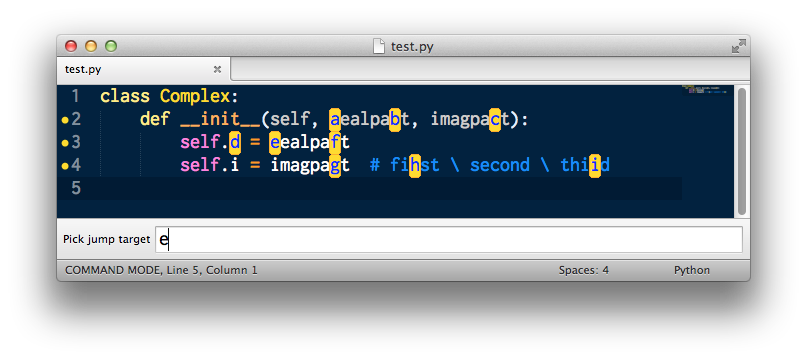 test.py
test.py
1 class Complex:
2 def __init__(self, aealpabt, imagpact):
3 self.d = eealpaft
4 self.i = imagpagt # fihst \ second \ thiid
5
Pick jump target e
COMMAND MODE, Line 5, Column 1 Spaces: 4 Python